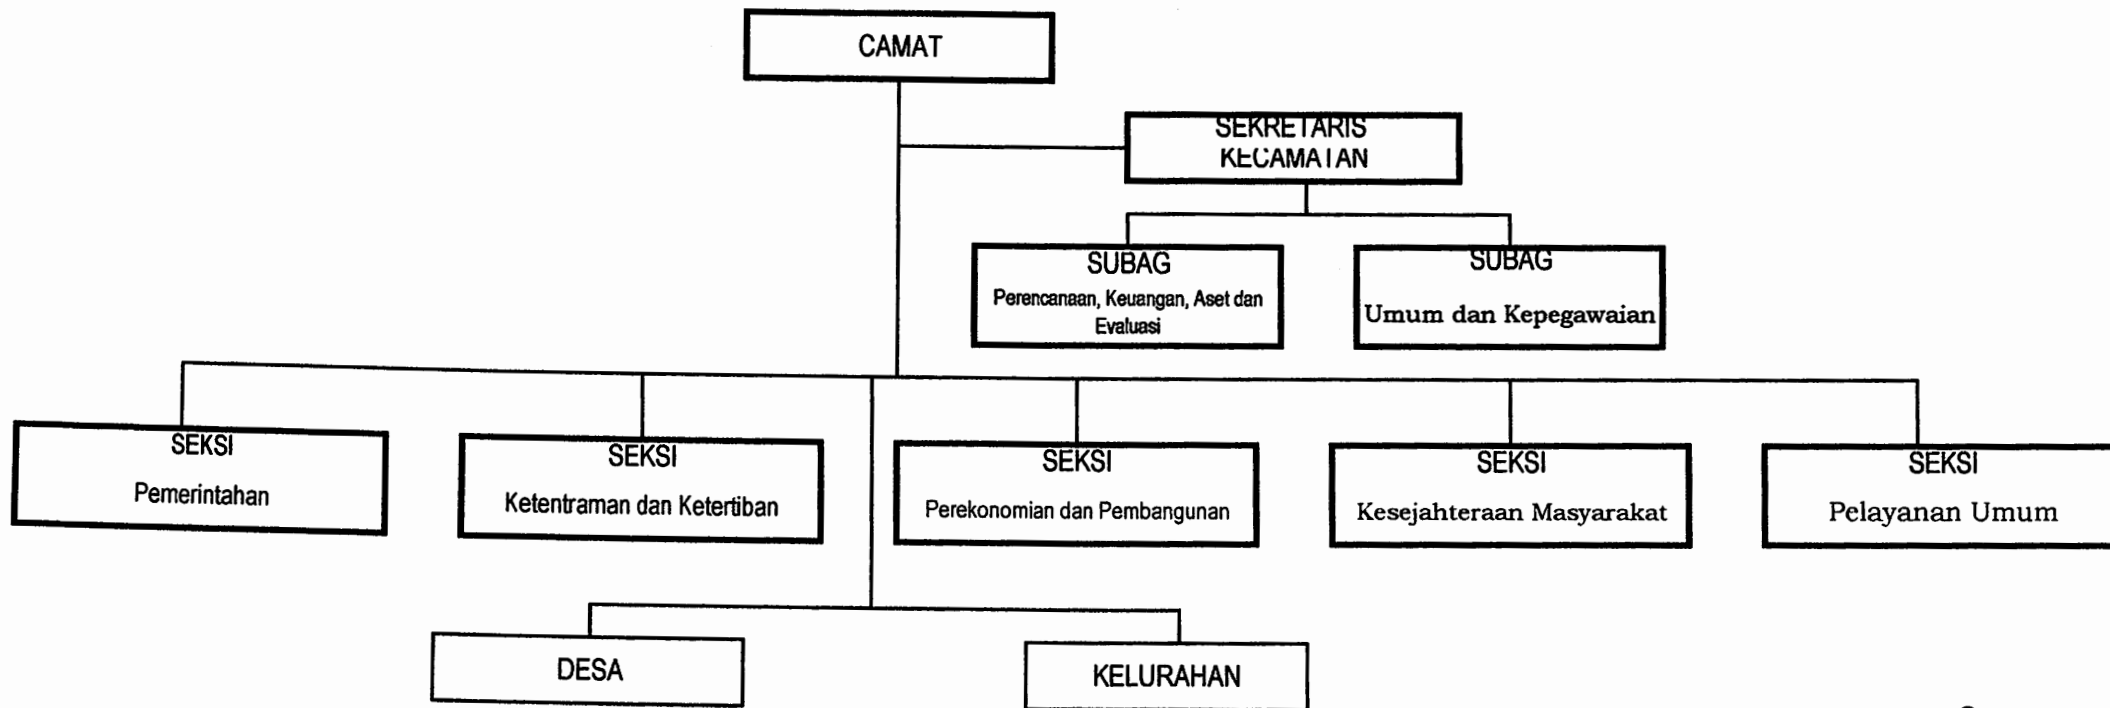 CAMAT
SEKRETARIS
KECAMATAN
SUBAG
Perencanaan, Keuangan, Aset dan
Evaluasi
SUBAG
Umum dan Kepegawaian
SEKSI
Pemerintahan
SEKSI
Ketentraman dan Ketertiban
SEKSI
Perekonomian dan Pembangunan
SEKSI
Kesejahteraan Masyarakat
SEKSI
Pelayanan Umum
DESA
KELURAHAN